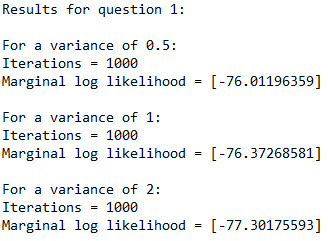 Results for question 1:
For a variance of 0.5:
Iterations = 1000
Marginal log likelihood = [-76.01196359]
For a variance of 1:
Iterations = 1000
Marginal log likelihood = [-76.37268581]
For a variance of 2:
Iterations = 1000
Marginal log likelihood = [-77.30175593]